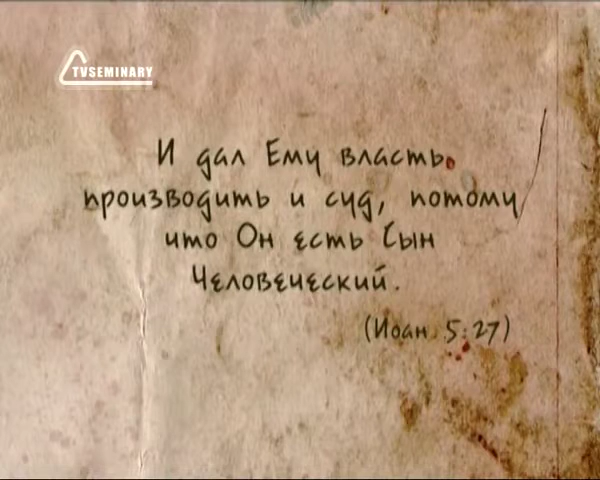 TVSEMINARY
И дал Ему власть
производить и суд, потому
что Он есть Сын
Человеческий.
(Иоан. 5:27)